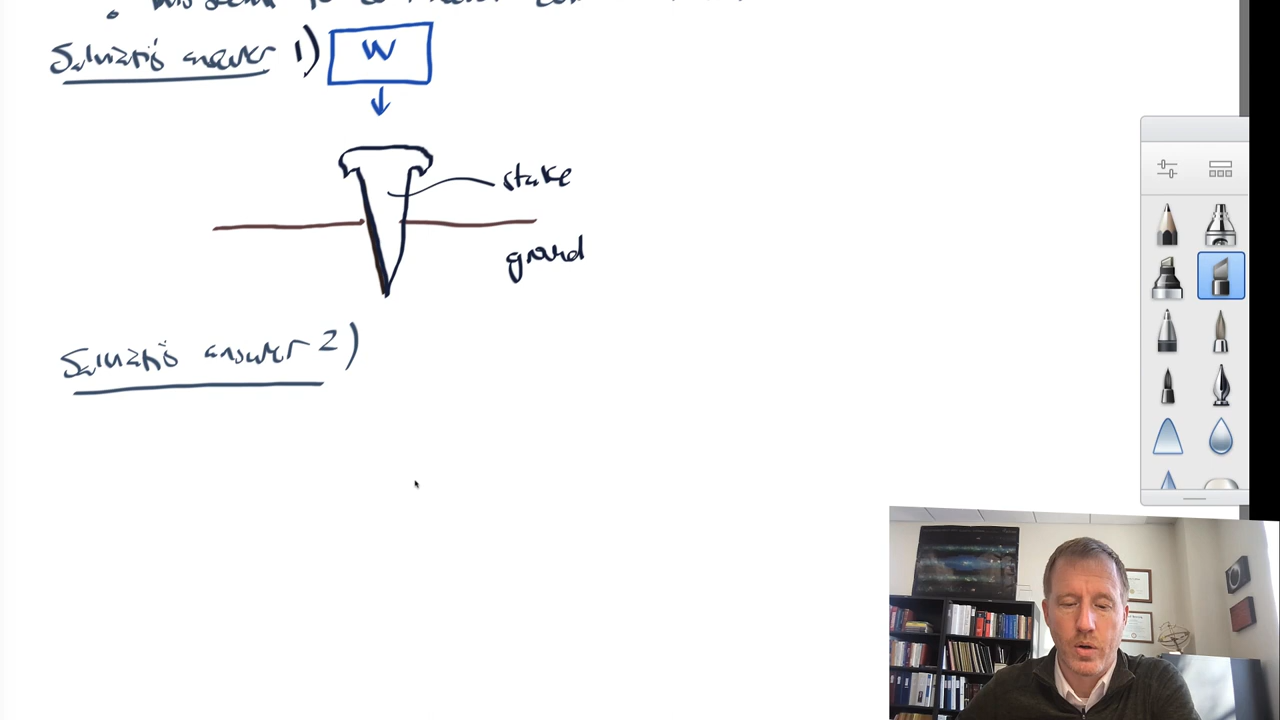 Salviati's answer 1)
W
stake
ground
Salviati's answer 2)